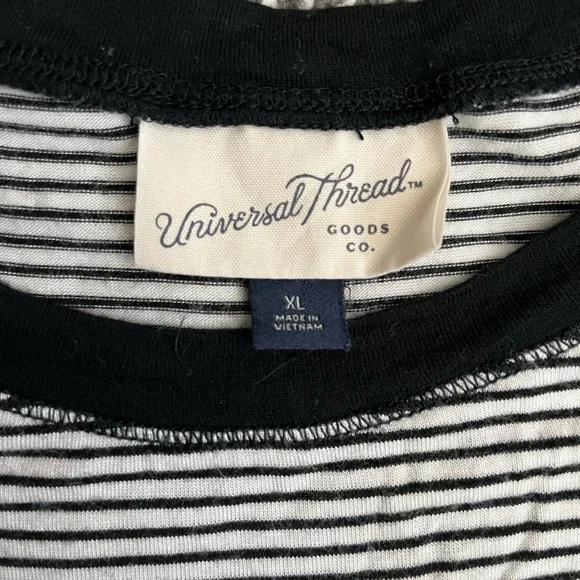 Universal Thread™
GOODS
CO.
XL
MADE IN
VIETNAM